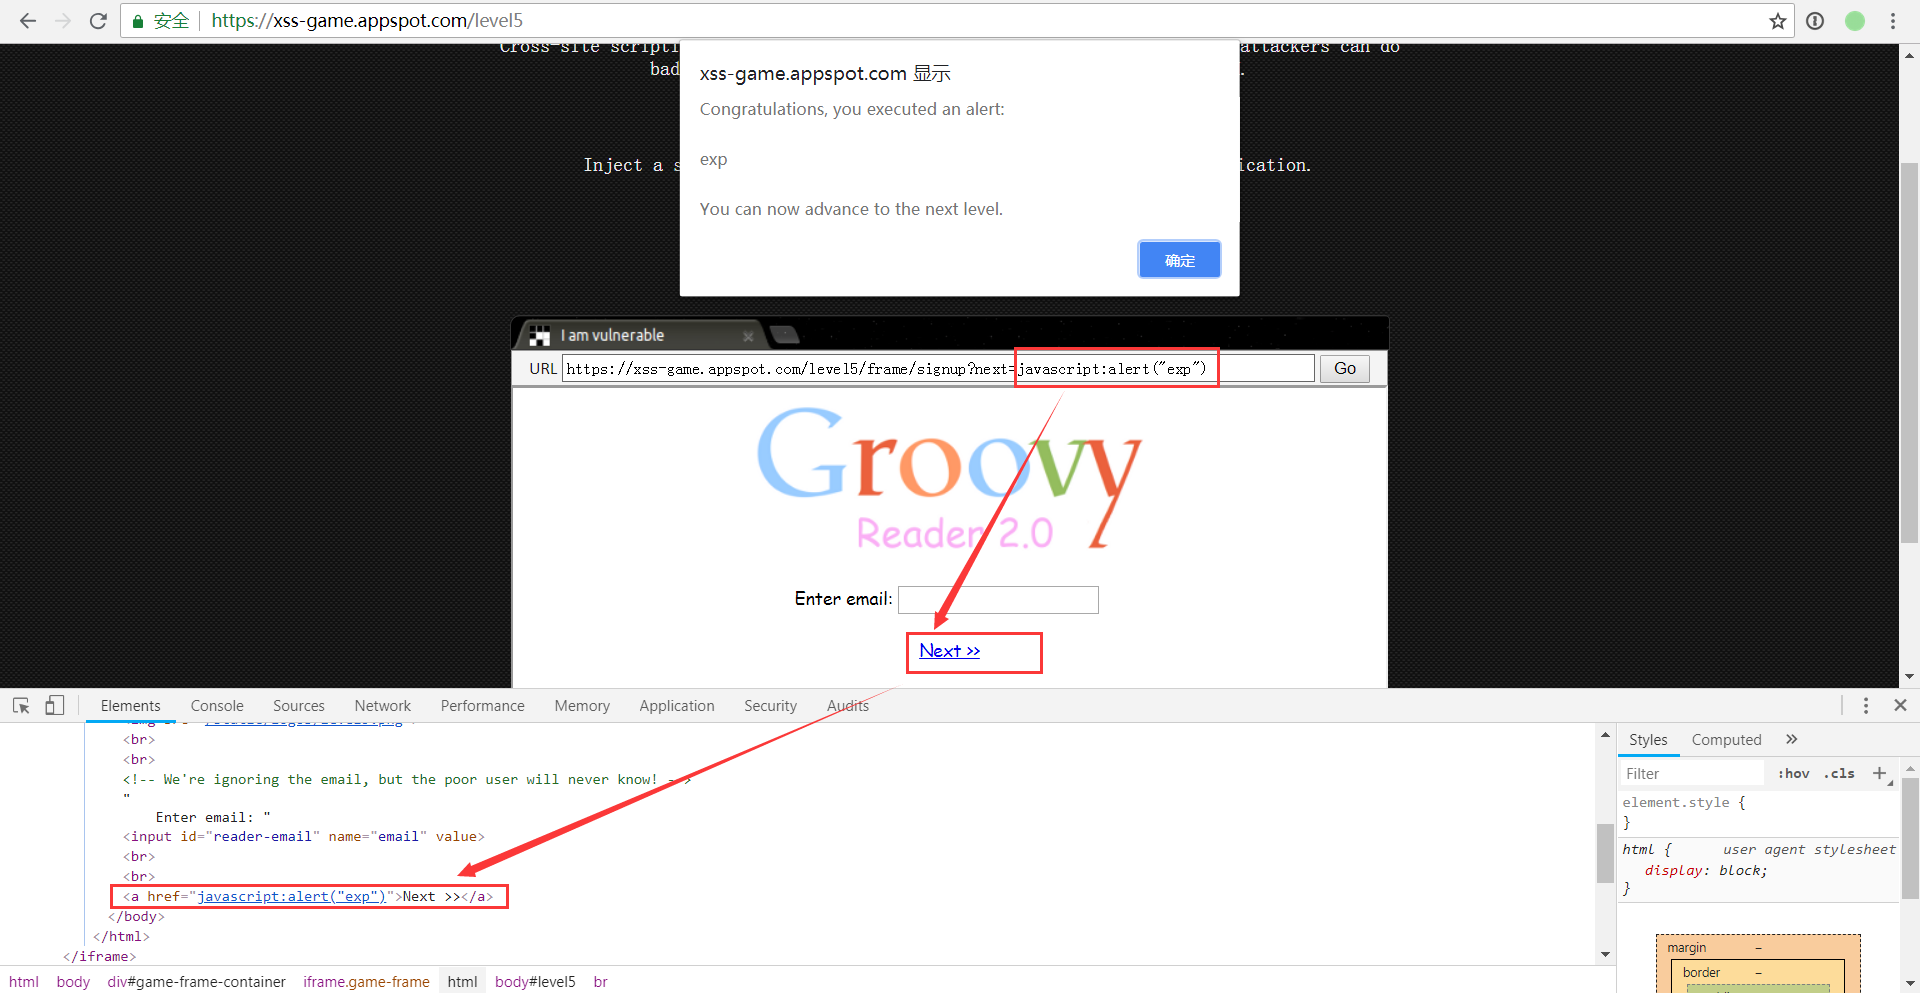 安全 https://xss-game.appspot.com/level5
Cross-site scripti
attackers can do
bad
.
xss-game.appspot.com 显示
Congratulations, you executed an alert:
exp
Inject a s
ication.
You can now advance to the next level.
确定
I am vulnerable
URL https://xss-game.appspot.com/level5/frame/signup?next=javascript:alert("exp") Go
Groovy
Reader 2.0
Enter email:
Next >>
Elements Console Sources Network Performance Memory Application Security Audits
<br>
<br>
<!-- We're ignoring the email, but the poor user will never know! -->
"
Enter email: "
<input id="reader-email" name="email" value>
<br>
<br>
<a href="javascript:alert("exp")">Next >></a>
</body>
</html>
</iframe>
html body div#game-frame-container iframe.game-frame html body#level5 br
Styles Computed »
Filter :hov .cls +
element.style {
}
html { user agent stylesheet
display: block;
}
margin –
border –